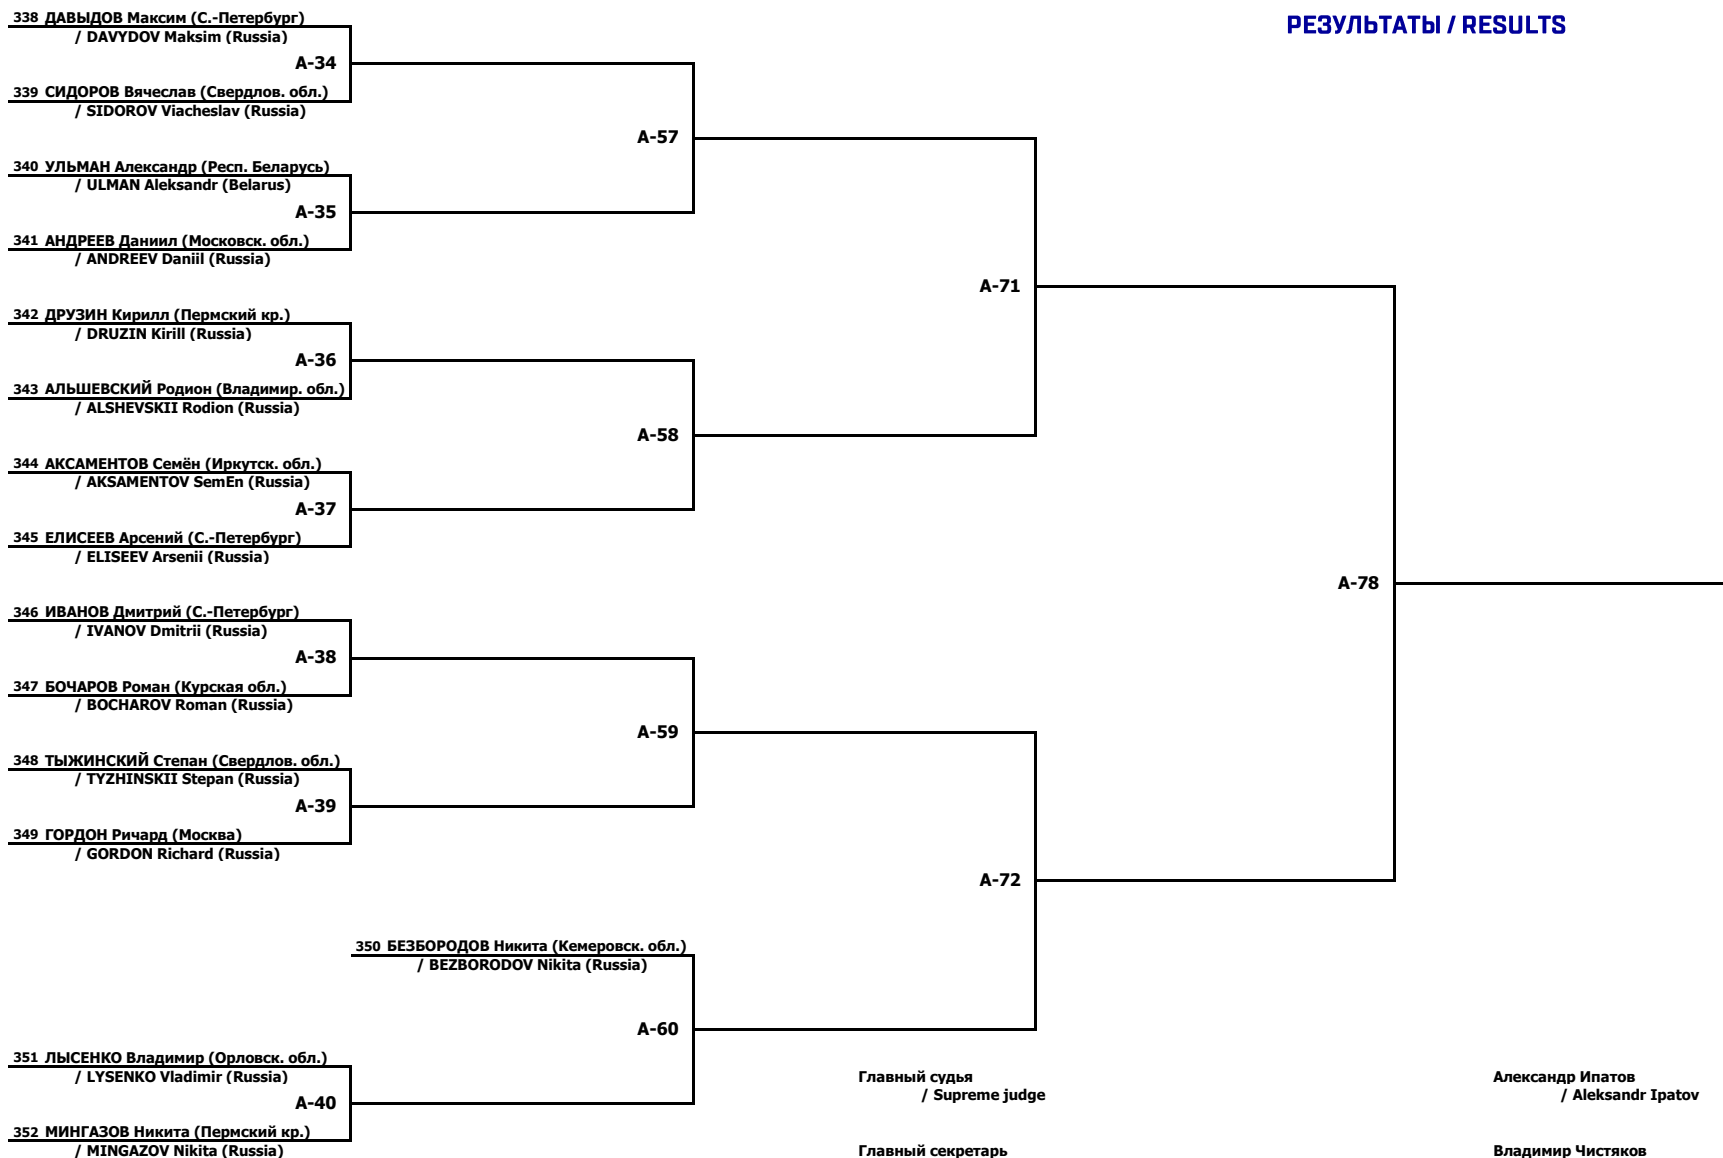 РЕЗУЛЬТАТЫ / RESULTS
338 ДАВЫДОВ Максим (С.-Петербург)
/ DAVYDOV Maksim (Russia)
A-34
339 СИДОРОВ Вячеслав (Свердлов. обл.)
/ SIDOROV Viacheslav (Russia)
A-57
340 УЛЬМАН Александр (Респ. Беларусь)
/ ULMAN Aleksandr (Belarus)
A-35
341 АНДРЕЕВ Даниил (Московск. обл.)
/ ANDREEV Daniil (Russia)
A-71
342 ДРУЗИН Кирилл (Пермский кр.)
/ DRUZIN Kirill (Russia)
A-36
343 АЛЬШЕВСКИЙ Родион (Владимир. обл.)
/ ALSHEVSKII Rodion (Russia)
A-58
344 АКСАМЕНТОВ Семён (Иркутск. обл.)
/ AKSAMENTOV SemEn (Russia)
A-37
345 ЕЛИСЕЕВ Арсений (С.-Петербург)
/ ELISEEV Arsenii (Russia)
A-78
346 ИВАНОВ Дмитрий (С.-Петербург)
/ IVANOV Dmitrii (Russia)
A-38
347 БОЧАРОВ Роман (Курская обл.)
/ BOCHAROV Roman (Russia)
A-59
348 ТЫЖИНСКИЙ Степан (Свердлов. обл.)
/ TYZHINSKII Stepan (Russia)
A-39
349 ГОРДОН Ричард (Москва)
/ GORDON Richard (Russia)
A-72
350 БЕЗБОРОДОВ Никита (Кемеровск. обл.)
/ BEZBORODOV Nikita (Russia)
A-60
351 ЛЫСЕНКО Владимир (Орловск. обл.)
/ LYSENKO Vladimir (Russia)
A-40
352 МИНГАЗОВ Никита (Пермский кр.)
/ MINGAZOV Nikita (Russia)
Главный судья
/ Supreme judge
Александр Ипатов
/ Aleksandr Ipatov
Главный секретарь
Владимир Чистяков